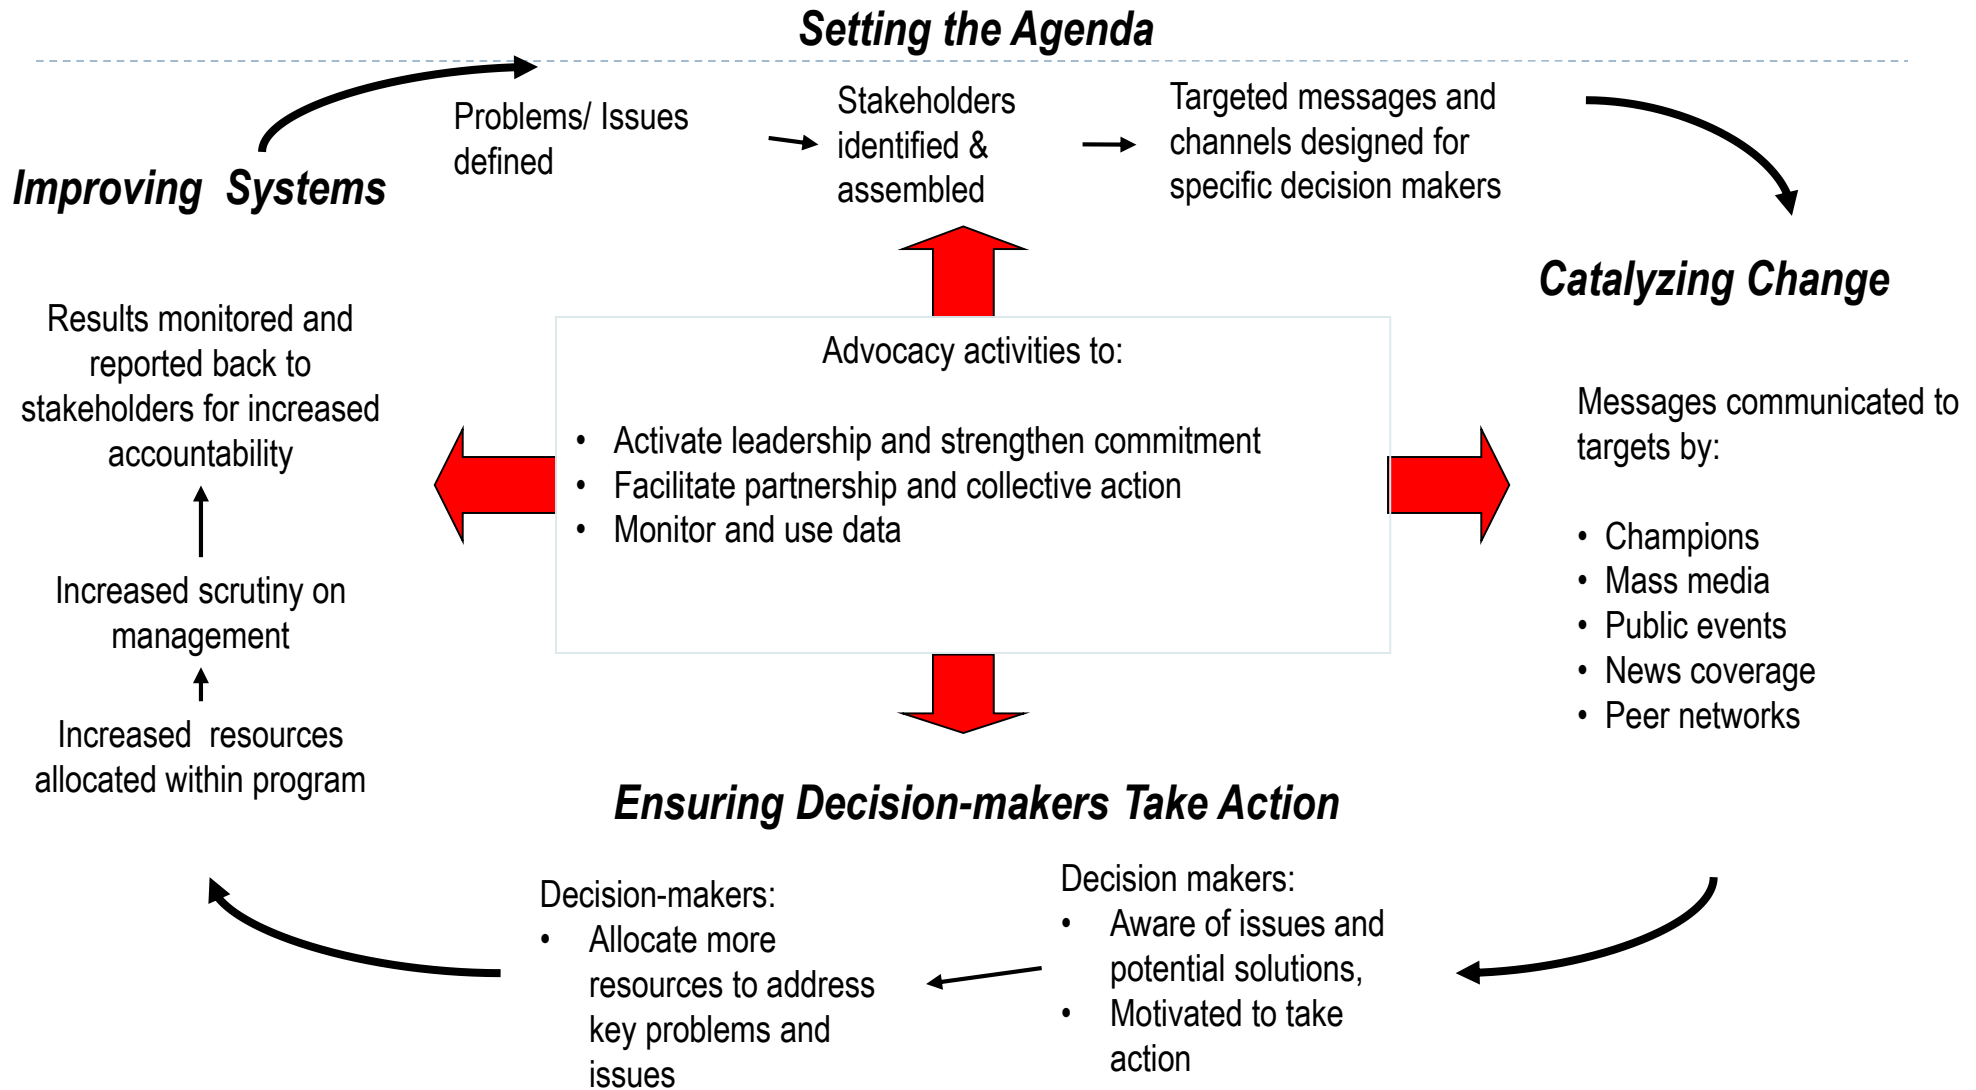 Setting the Agenda
Problems/ Issues
defined
Stakeholders
identified &
assembled
Targeted messages and
channels designed for
specific decision makers
Improving  Systems
Catalyzing Change
Results monitored and
reported back to
stakeholders for increased
accountability
Increased scrutiny on
management
Increased  resources
allocated within program
Advocacy activities to:
• Activate leadership and strengthen commitment
• Facilitate partnership and collective action
• Monitor and use data
Messages communicated to
targets by:
• Champions
• Mass media
• Public events
• News coverage
• Peer networks
Ensuring Decision-makers Take Action
Decision makers:
• Aware of issues and
potential solutions,
• Motivated to take
action
Decision-makers:
• Allocate more
resources to address
key problems and
issues